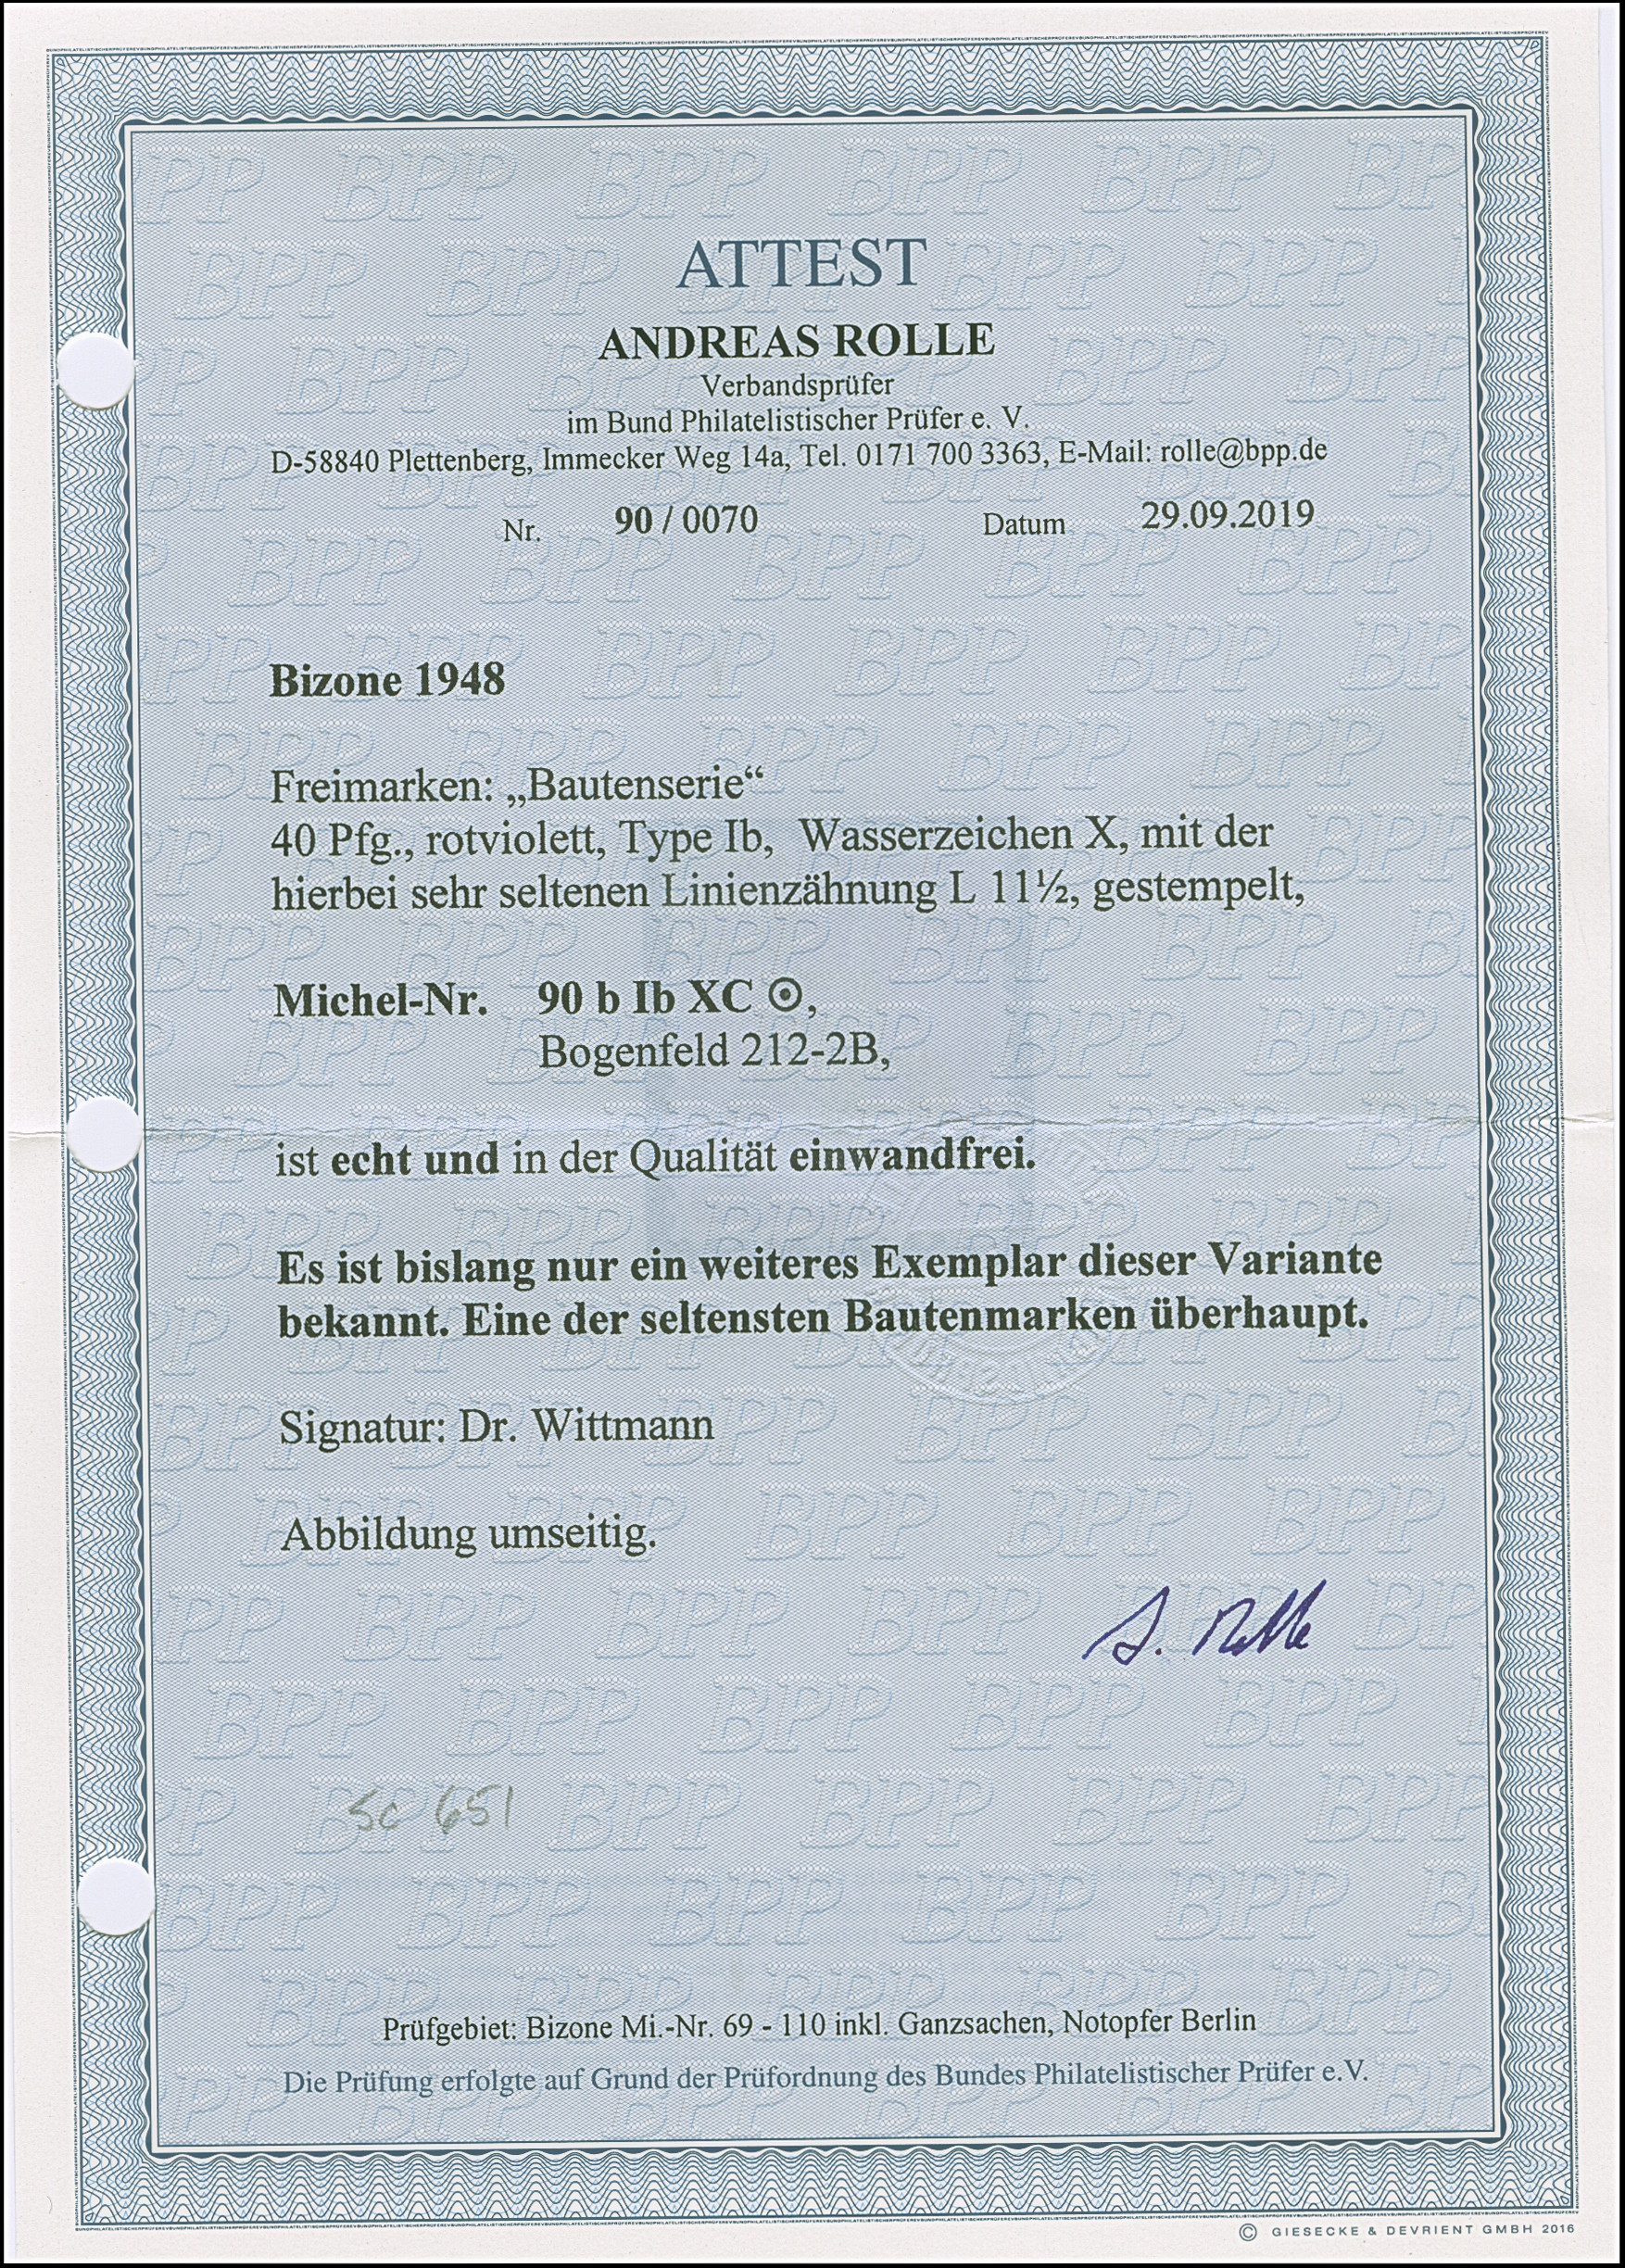 ATTEST
ANDREAS ROLLE
Verbandsprüfer
im Bund Philatelistischer Prüfer e. V.
D-58840 Plettenberg, Immecker Weg 14a, Tel. 0171 700 3363, E-Mail: rolle@bpp.de
Nr. 90 / 0070 Datum 29.09.2019
Bizone 1948
Freimarken: „Bautenserie“
40 Pfg., rotviolett, Type Ib, Wasserzeichen X, mit der
hierbei sehr seltenen Linienzähnung L 11½, gestempelt,
Michel-Nr. 90 b Ib XC ⊙,
Bogenfeld 212-2B,
ist echt und in der Qualität einwandfrei.
Es ist bislang nur ein weiteres Exemplar dieser Variante
bekannt. Eine der seltensten Bautenmarken überhaupt.
Signatur: Dr. Wittmann
Abbildung umseitig.
A. Rolle
Sc 651
Prüfgebiet: Bizone Mi.-Nr. 69 - 110 inkl. Ganzsachen, Notopfer Berlin
Die Prüfung erfolgte auf Grund der Prüfordnung des Bundes Philatelistischer Prüfer e.V.
© GIESECKE & DEVRIENT GMBH 2016